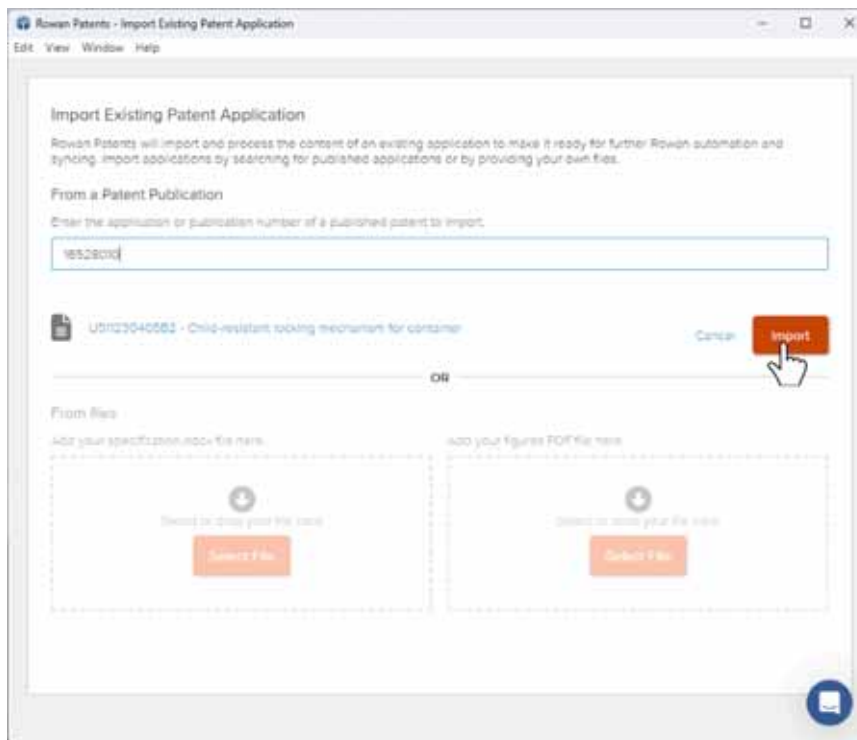 Rowan Patents - Import Existing Patent Application
Edit View Window Help
Import Existing Patent Application
Rowan Patents will import and process the content of an existing application to make it ready for further Rowan automation and
syncing. Import applications by searching for published applications or by providing your own files.
From a Patent Publication
Enter the application or publication number of a published patent to import.
16528010
- Child-resistant locking mechanism for container
Cancel
Import
OR
From files
Add your specification .docx file here.
Add your figures PDF file here.
Select or drop your file here
Select or drop your file here
Select File
Select File